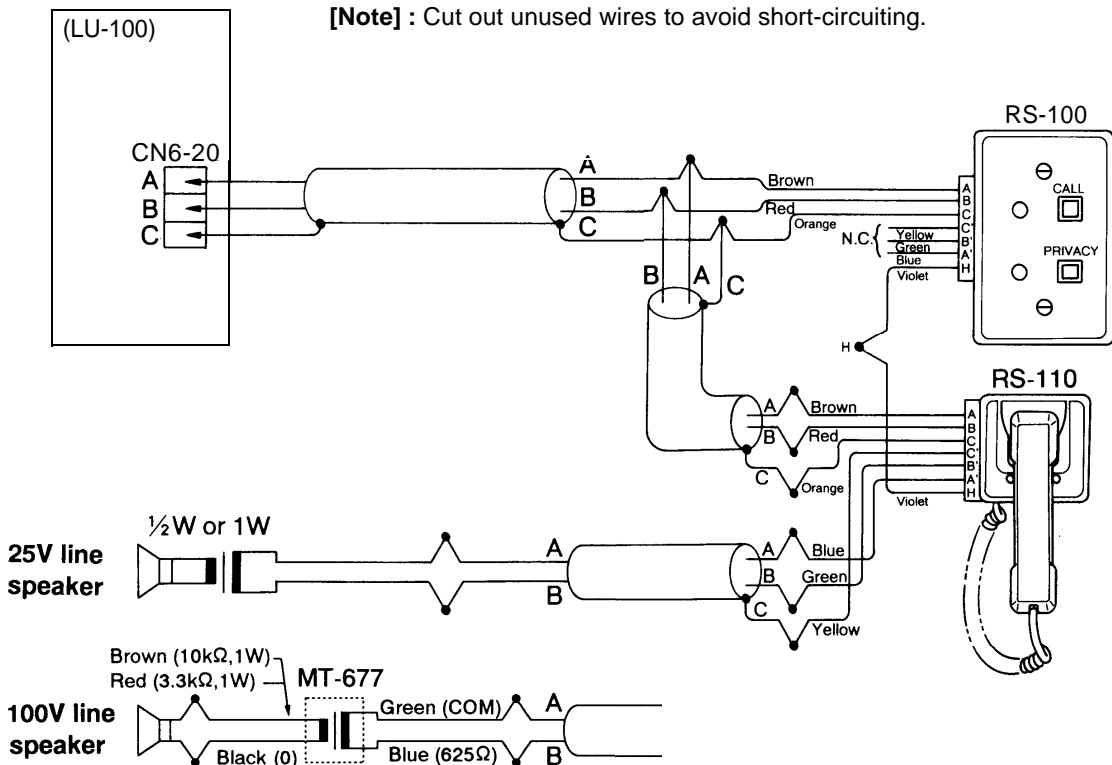 [Note] : Cut out unused wires to avoid short-circuiting.
(LU-100)
RS-100
CN6-20
A
B
C
A
B
C
Brown
Red
Orange
N.C.
Yellow
Green
Blue
Violet
A
B
C
C'
B'
A'
H
CALL
PRIVACY
B A C
H
RS-110
A Brown
B Red
C Orange
Violet
A
B
C
C'
B'
A'
H
½W or 1W
25V line
speaker
A
B
A Blue
B Green
C Yellow
Brown (10kΩ,1W)
Red (3.3kΩ,1W)
MT-677
100V line
speaker
Black (0)
Green (COM)
Blue (625Ω)
A
B